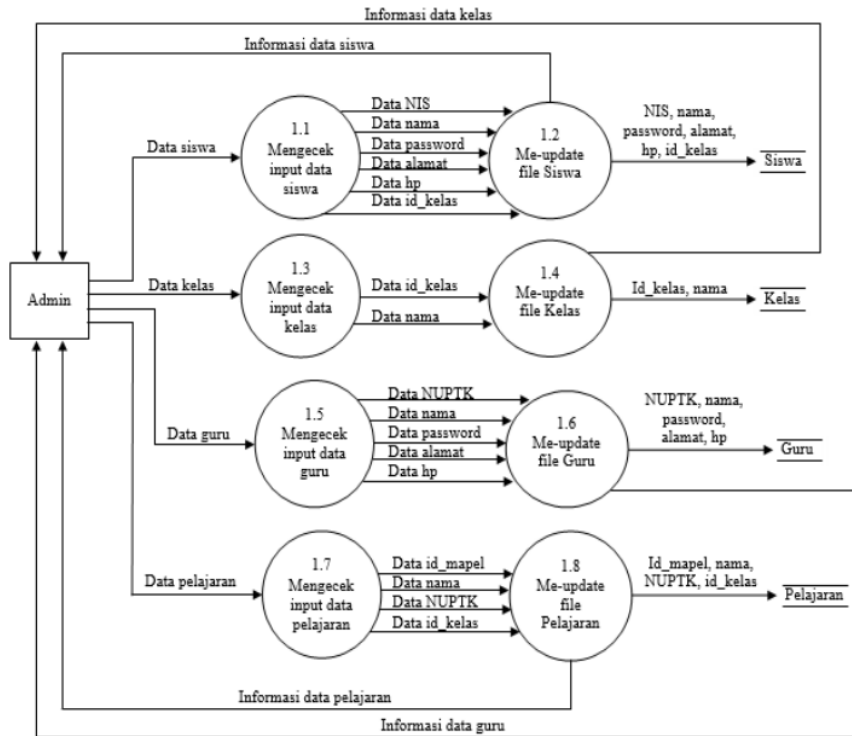 Informasi data kelas
Informasi data siswa
Data siswa
1.1
Mengecek
input data
siswa
Data NIS
Data nama
Data password
Data alamat
Data hp
Data id_kelas
1.2
Me-update
file Siswa
NIS, nama,
password, alamat,
hp, id_kelas
Siswa
Admin
Data kelas
1.3
Mengecek
input data
kelas
Data id_kelas
Data nama
1.4
Me-update
file Kelas
Id_kelas, nama
Kelas
Data guru
1.5
Mengecek
input data
guru
Data NUPTK
Data nama
Data password
Data alamat
Data hp
1.6
Me-update
file Guru
NUPTK, nama,
password,
alamat, hp
Guru
Data pelajaran
1.7
Mengecek
input data
pelajaran
Data id_mapel
Data nama
Data NUPTK
Data id_kelas
1.8
Me-update
file
Pelajaran
Id_mapel, nama,
NUPTK, id_kelas
Pelajaran
Informasi data pelajaran
Informasi data guru